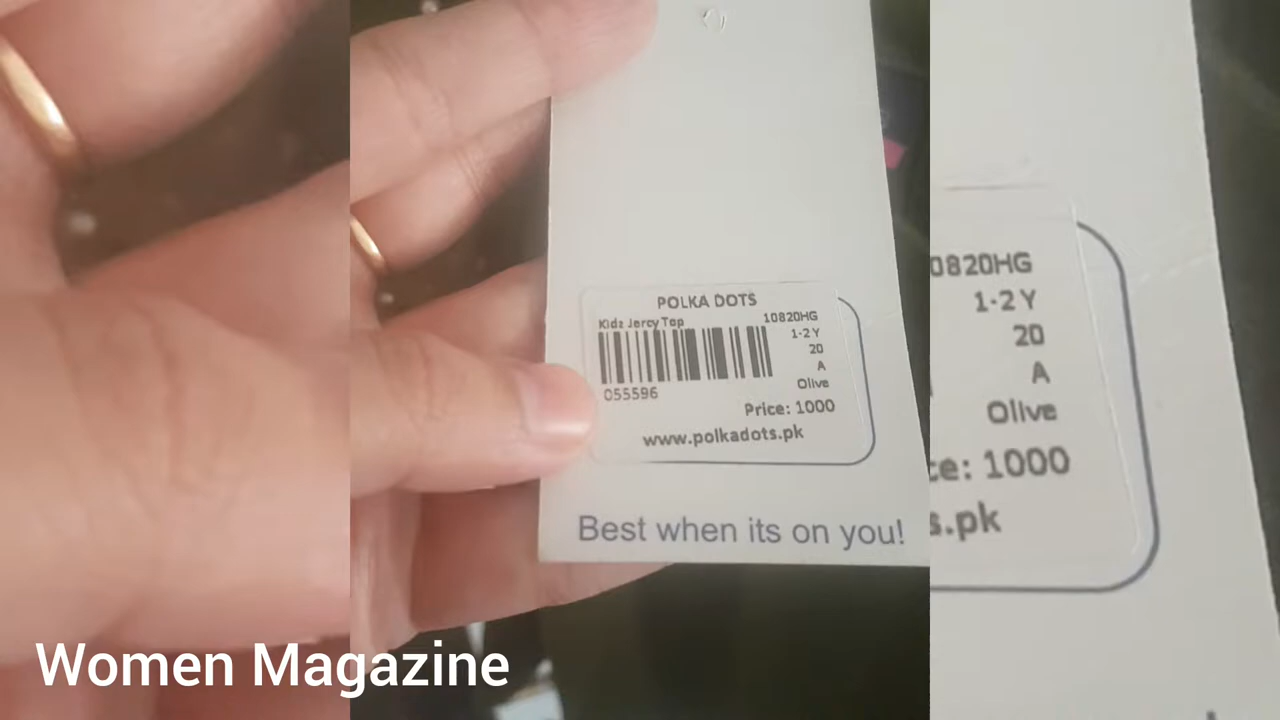 POLKA DOTS
Kidz Jercy Top
10820HG
1-2 Y
20
A
Olive
055596
Price: 1000
www.polkadots.pk
Best when its on you!
0820HG
1-2 Y
20
A
Olive
ce: 1000
s.pk
Women Magazine